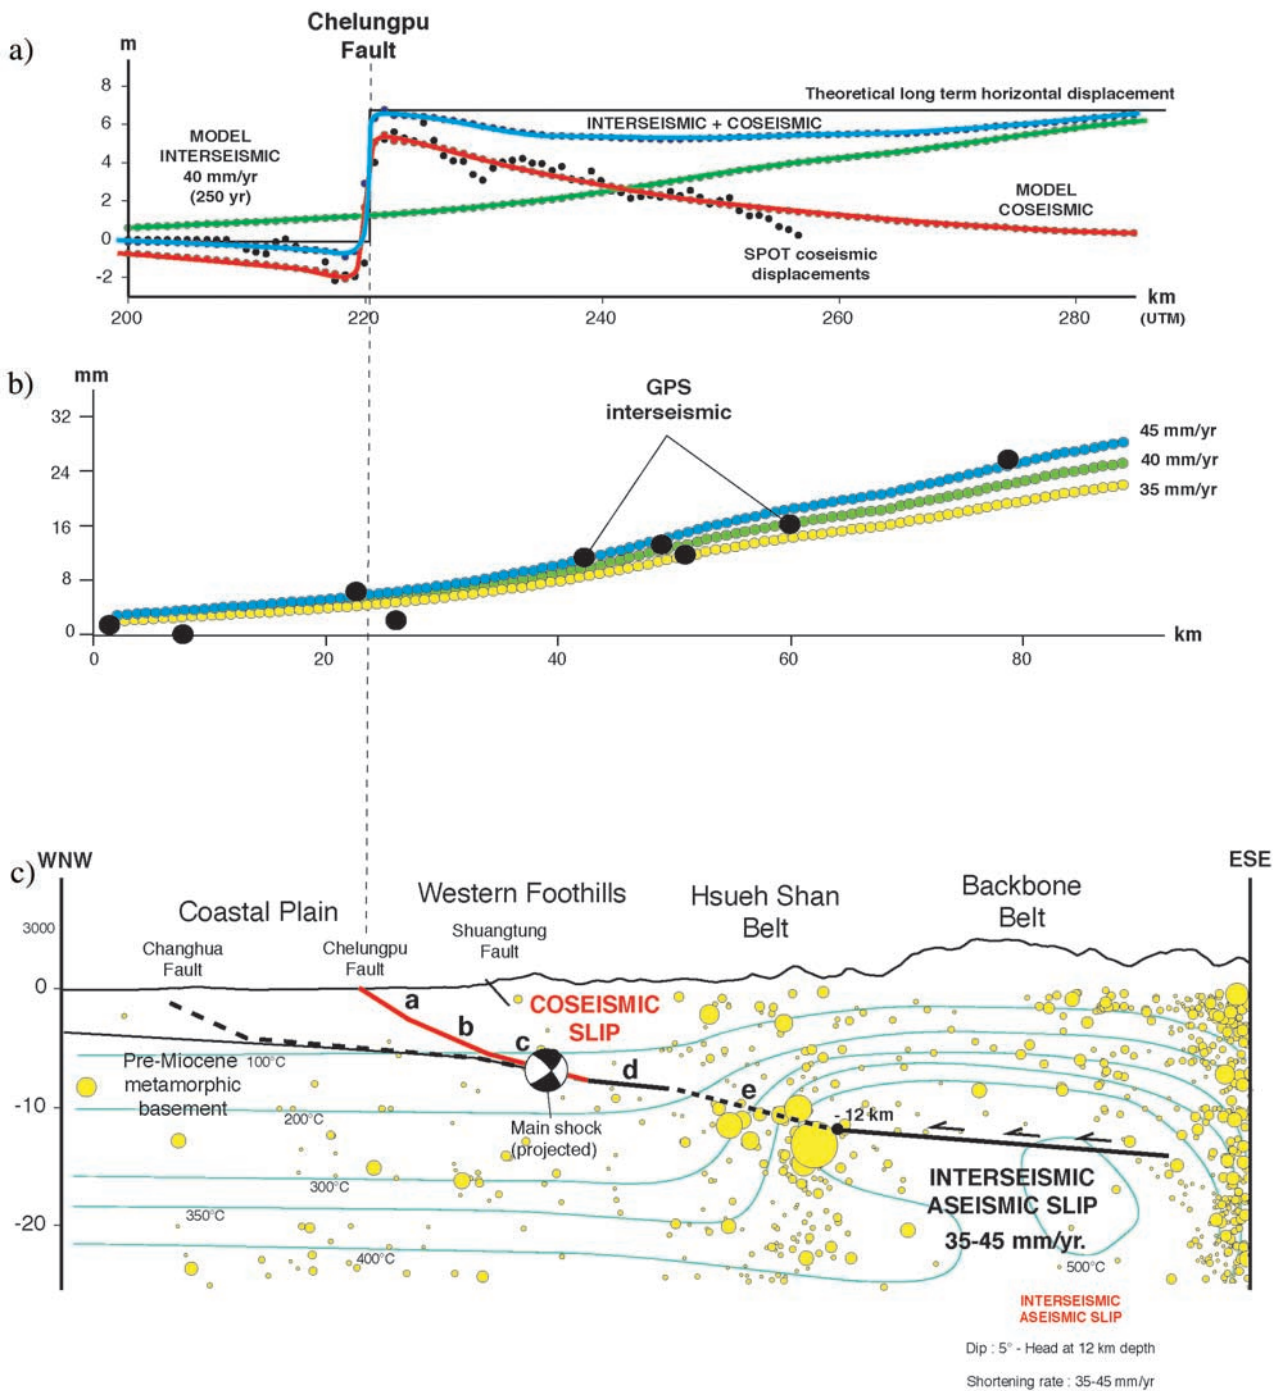 a)
m
Chelungpu
Fault
8
6
4
2
0
-2
MODEL
INTERSEISMIC
40 mm/yr
(250 yr)
Theoretical long term horizontal displacement
INTERSEISMIC + COSEISMIC
MODEL
COSEISMIC
SPOT coseismic
displacements
200
220
240
260
280
km
(UTM)
b)
mm
32
24
16
8
0
GPS
interseismic
45 mm/yr
40 mm/yr
35 mm/yr
0
20
40
60
80
km
c)
WNW
ESE
Coastal Plain
Western Foothills
Hsueh Shan
Belt
Backbone
Belt
3000
0
-10
-20
Changhua
Fault
Chelungpu
Fault
Shuangtung
Fault
a
b
c
d
e
COSEISMIC
SLIP
Pre-Miocene
metamorphic
basement
100°C
200°C
300°C
350°C
400°C
500°C
Main shock
(projected)
- 12 km
INTERSEISMIC
ASEISMIC SLIP
35-45 mm/yr.
INTERSEISMIC
ASEISMIC SLIP
Dip : 5° - Head at 12 km depth
Shortening rate : 35-45 mm/yr